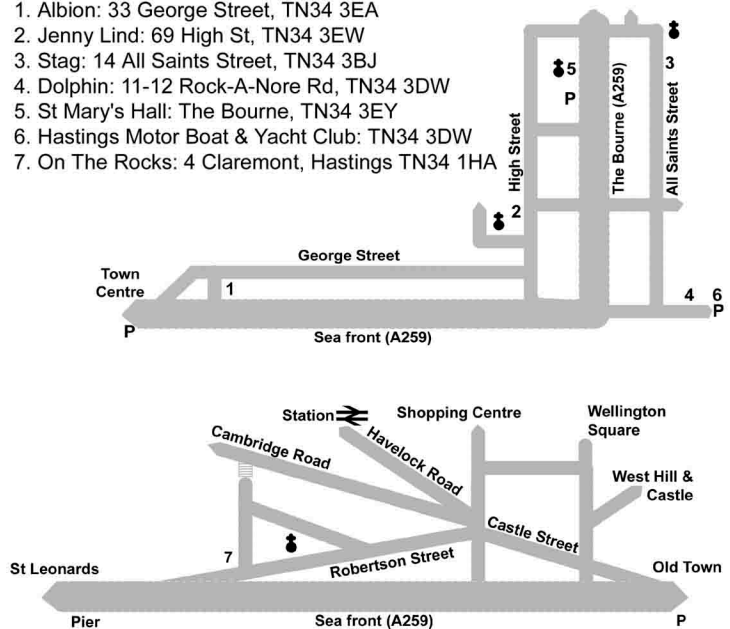 1. Albion: 33 George Street, TN34 3EA
2. Jenny Lind: 69 High St, TN34 3EW
3. Stag: 14 All Saints Street, TN34 3BJ
4. Dolphin: 11-12 Rock-A-Nore Rd, TN34 3DW
5. St Mary's Hall: The Bourne, TN34 3EY
6. Hastings Motor Boat & Yacht Club: TN34 3DW
7. On The Rocks: 4 Claremont, Hastings TN34 1HA
5
3
P
High Street
The Bourne (A259)
All Saints Street
2
George Street
Town
Centre
1
4
6
P
P
Sea front (A259)
Station
Shopping Centre
Wellington
Square
Cambridge Road
Havelock Road
West Hill &
Castle
Castle Street
7
Robertson Street
St Leonards
Old Town
Pier
Sea front (A259)
P